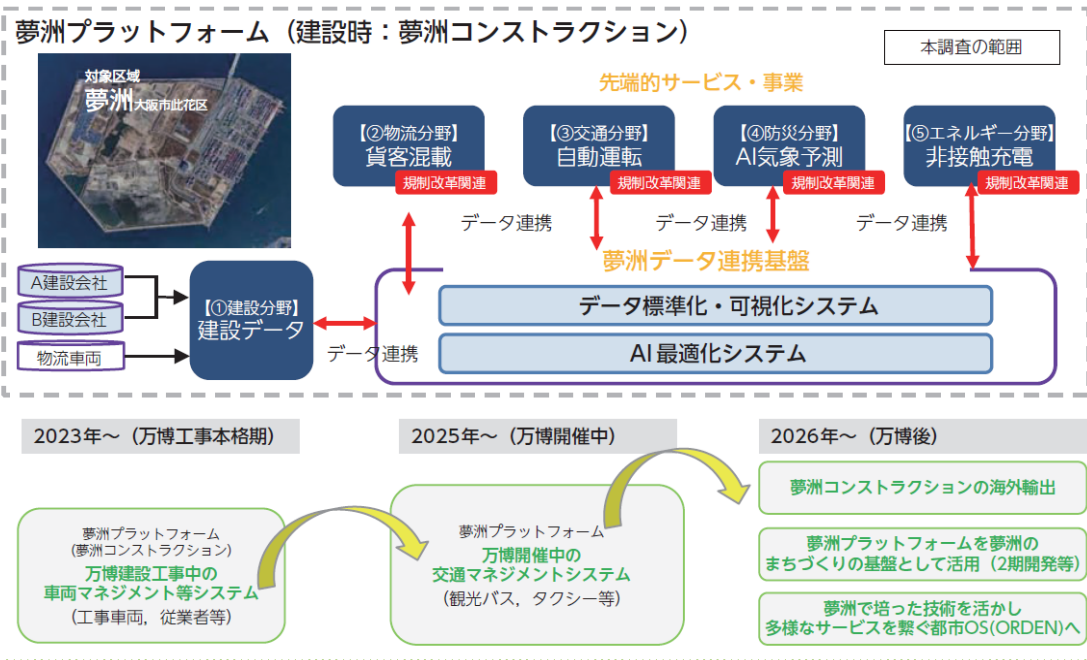 夢洲プラットフォーム（建設時：夢洲コンストラクション）
本調査の範囲
対象区域
夢洲大阪市此花区
先端的サービス・事業
【②物流分野】
貨客混載
規制改革関連
【③交通分野】
自動運転
規制改革関連
【④防災分野】
AI気象予測
規制改革関連
【⑤エネルギー分野】
非接触充電
規制改革関連
データ連携
データ連携
データ連携
夢洲データ連携基盤
A建設会社
B建設会社
物流車両
【①建設分野】
建設データ
データ連携
データ標準化・可視化システム
AI最適化システム
2023年～（万博工事本格期）
2025年～（万博開催中）
2026年～（万博後）
夢洲プラットフォーム
(夢洲コンストラクション)
万博建設工事中の
車両マネジメント等システム
(工事車両，従業者等)
夢洲プラットフォーム
万博開催中の
交通マネジメントシステム
(観光バス，タクシー等)
夢洲コンストラクションの海外輸出
夢洲プラットフォームを夢洲の
まちづくりの基盤として活用（2期開発等）
夢洲で培った技術を活かし
多様なサービスを繋ぐ都市OS(ORDEN)へ